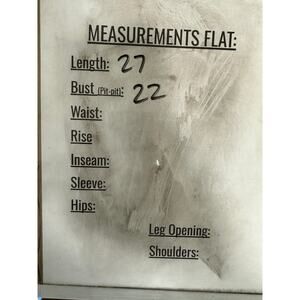 MEASUREMENTS FLAT:
Length: 27
Bust (Pit-pit): 22
Waist:
Rise
Inseam:
Sleeve:
Hips:
Leg Opening:
Shoulders: